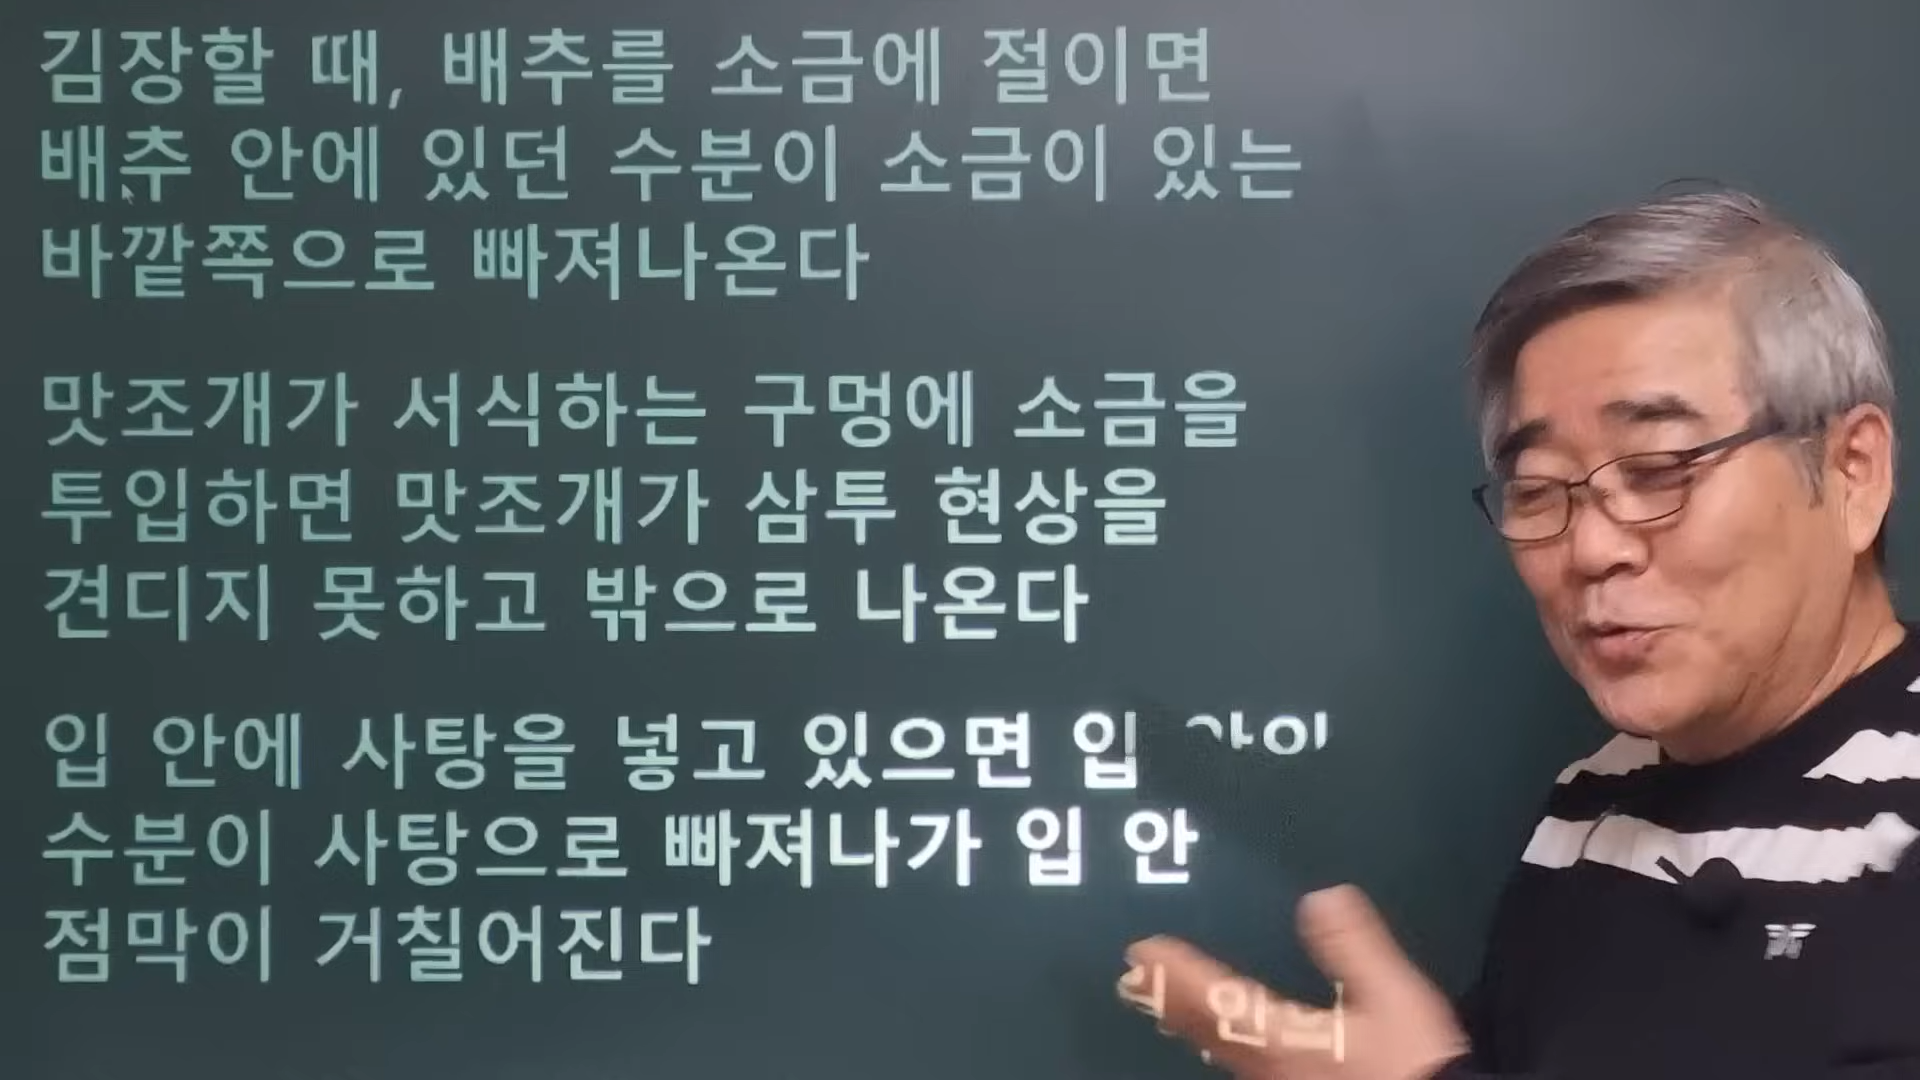 김장할 때, 배추를 소금에 절이면
배추 안에 있던 수분이 소금이 있는
바깥쪽으로 빠져나온다
맛조개가 서식하는 구멍에 소금을
투입하면 맛조개가 삼투 현상을
견디지 못하고 밖으로 나온다
입 안에 사탕을 넣고 있으면 입
수분이 사탕으로 빠져나가 입 안
점막이 거칠어진다
안의